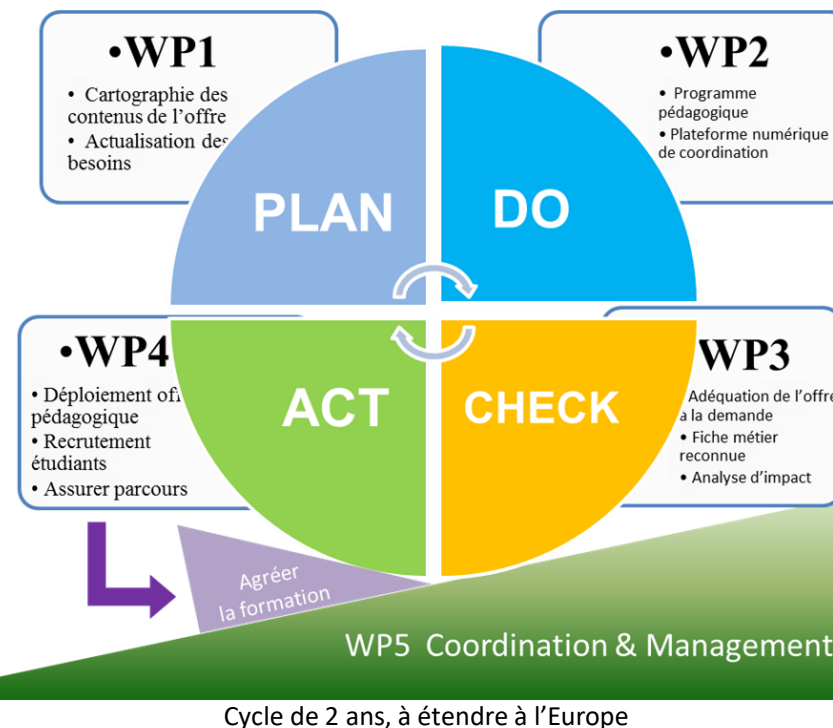 •WP1
• Cartographie des
contenus de l'offre
• Actualisation des
besoins
•WP2
• Programme
pédagogique
• Plateforme numérique
de coordination
PLAN
DO
•WP4
• Déploiement
pédagogique
• Recrutement
étudiants
• Assurer parcours
ACT
CHECK
WP3
Adéquation de l'offre
à la demande
• Fiche métier
reconnue
• Analyse d'impact
Agréer
la formation
WP5 Coordination & Management
Cycle de 2 ans, à étendre à l'Europe